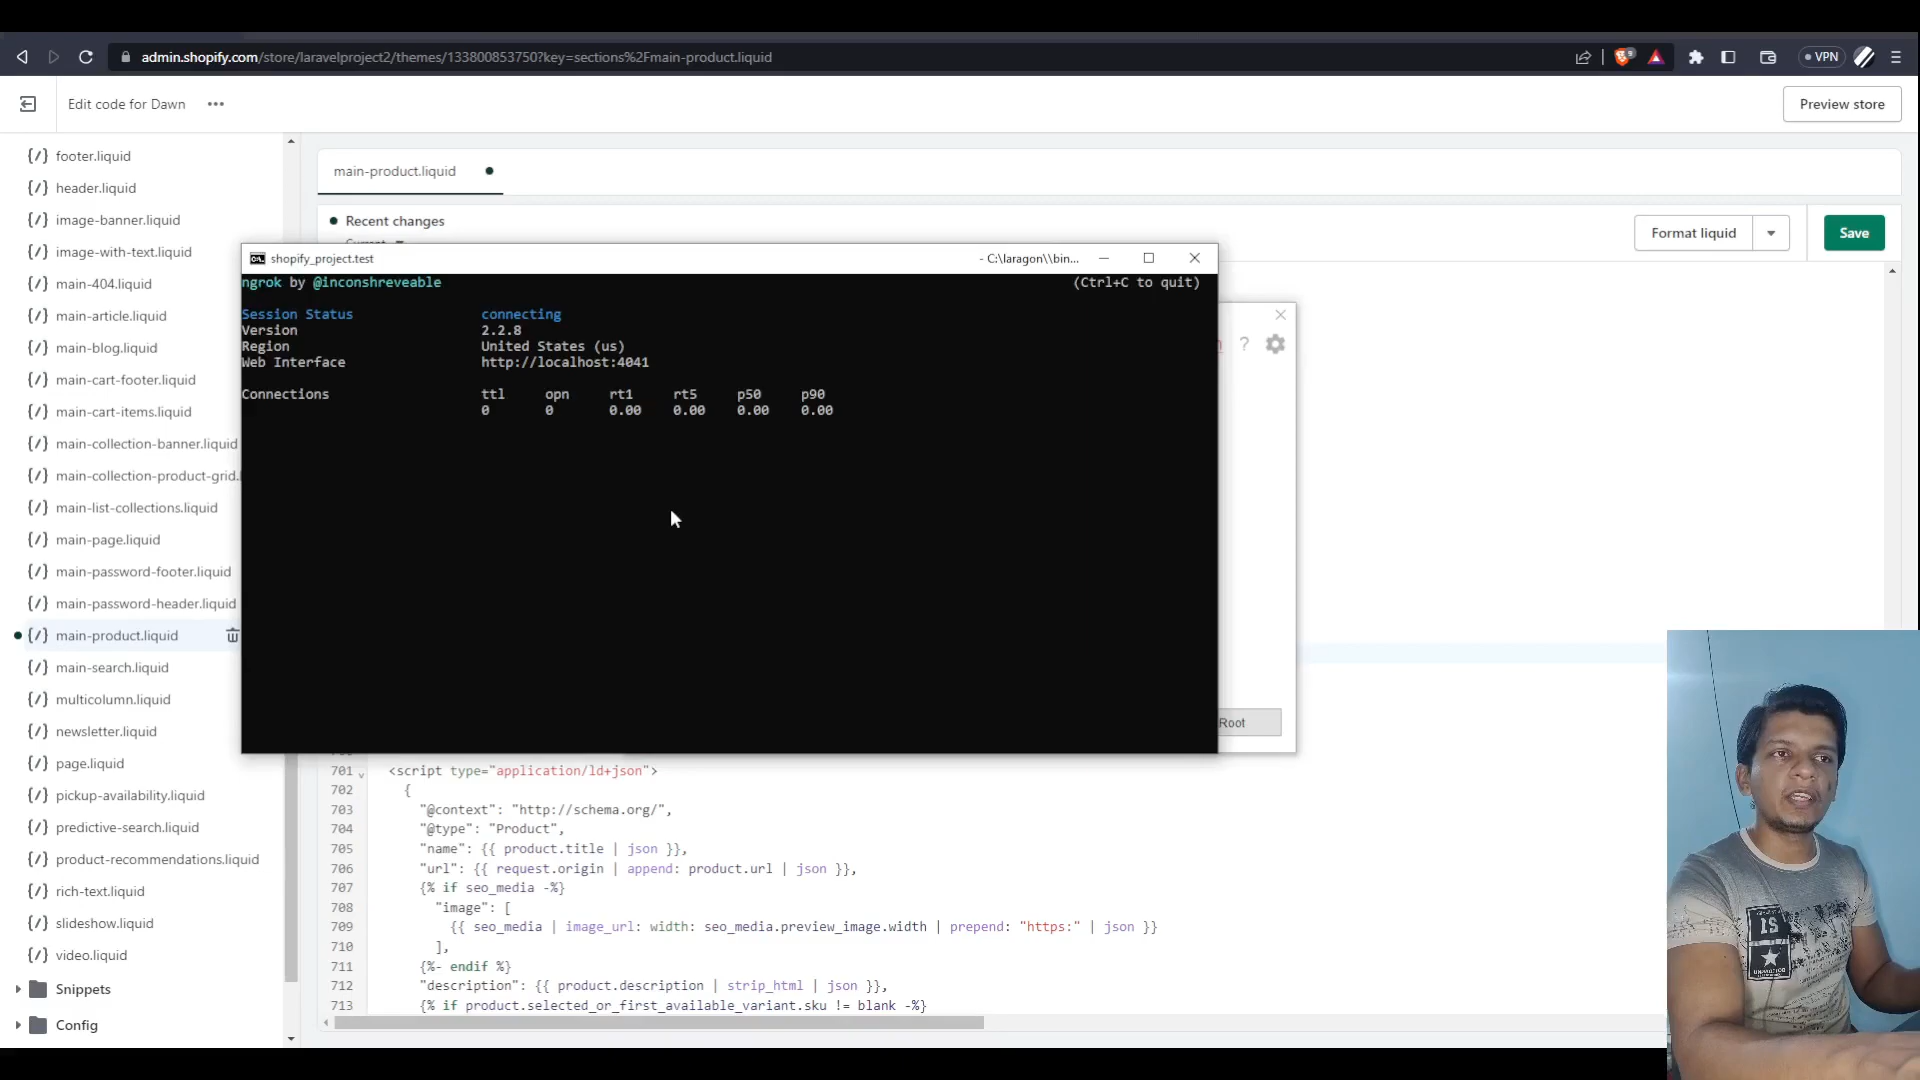 admin.shopify.com/store/laravelproject2/themes/133800853750?key=sections%2Fmain-product.liquid
VPN
Edit code for Dawn
Preview store
{/} footer.liquid
{/} header.liquid
{/} image-banner.liquid
{/} image-with-text.liquid
{/} main-404.liquid
{/} main-article.liquid
{/} main-blog.liquid
{/} main-cart-footer.liquid
{/} main-cart-items.liquid
{/} main-collection-banner.liquid
{/} main-collection-product-grid.
{/} main-list-collections.liquid
{/} main-page.liquid
{/} main-password-footer.liquid
{/} main-password-header.liquid
{/} main-product.liquid
{/} main-search.liquid
{/} multicolumn.liquid
{/} newsletter.liquid
{/} page.liquid
{/} pickup-availability.liquid
{/} predictive-search.liquid
{/} product-recommendations.liquid
{/} rich-text.liquid
{/} slideshow.liquid
{/} video.liquid
Snippets
Config
main-product.liquid
Recent changes
Format liquid
Save
shopify_project.test - C:\laragon\\bin...
ngrok by @inconshreveable (Ctrl+C to quit)
Session Status connecting
Version 2.2.8
Region United States (us)
Web Interface http://localhost:4041
Connections ttl opn rt1 rt5 p50 p90
0 0 0.00 0.00 0.00 0.00
?
Root
701 <script type="application/ld+json">
702 {
703 "@context": "http://schema.org/",
704 "@type": "Product",
705 "name": {{ product.title | json }},
706 "url": {{ request.origin | append: product.url | json }},
707 {% if seo_media -%}
708 "image": [
709 {{ seo_media | image_url: width: seo_media.preview_image.width | prepend: "https:" | json }}
710 ],
711 {%- endif %}
712 "description": {{ product.description | strip_html | json }},
713 {% if product.selected_or_first_available_variant.sku != blank -%}
IS